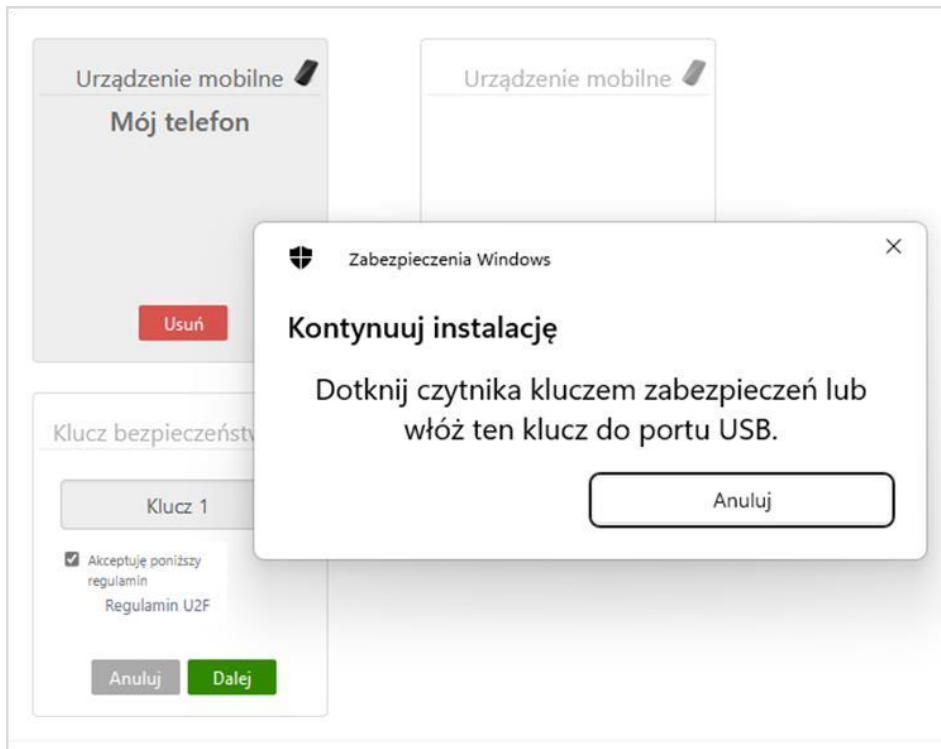 Urządzenie mobilne
Mój telefon
Usuń
Urządzenie mobilne
Zabezpieczenia Windows
Kontynuuj instalację
Dotknij czytnika kluczem zabezpieczeń lub
włóż ten klucz do portu USB.
Anuluj
Klucz bezpieczeństw
Klucz 1
Akceptuję poniższy
regulamin
Regulamin U2F
Anuluj
Dalej